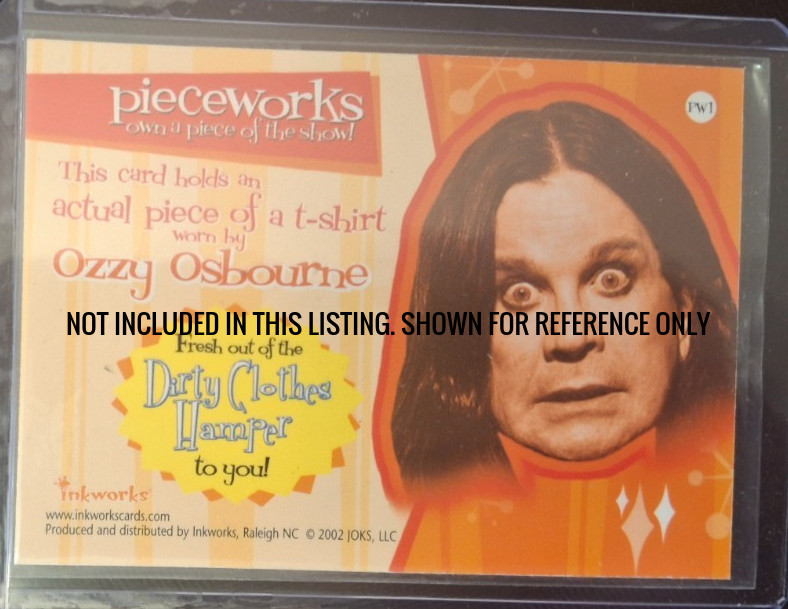 pieceworks
own a piece of the show!
PW1
This card holds an
actual piece of a t-shirt
worn by
Ozzy Osbourne
NOT INCLUDED IN THIS LISTING. SHOWN FOR REFERENCE ONLY
Fresh out of the
Dirty Clothes
Hamper
to you!
inkworks
www.inkworkscards.com
Produced and distributed by Inkworks, Raleigh NC © 2002 JOKS, LLC